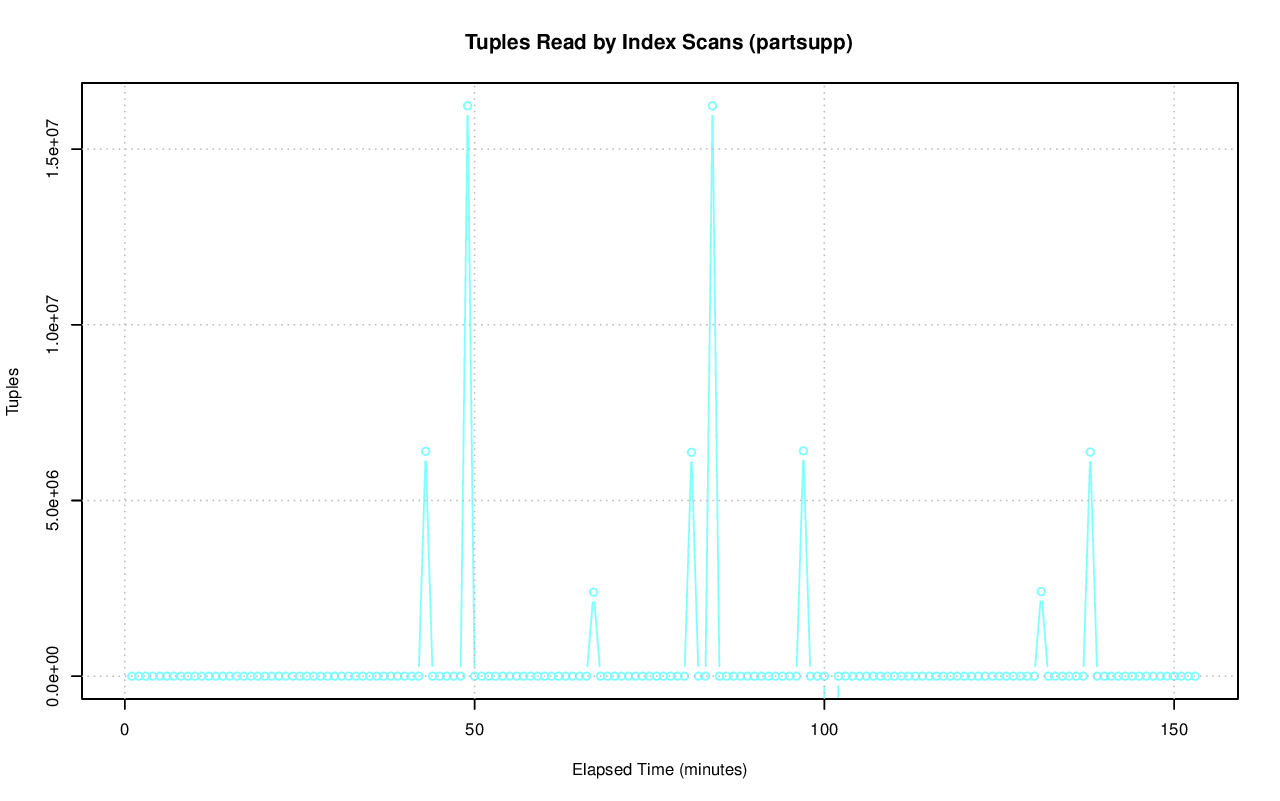 Tuples Read by Index Scans (partsupp)
1.5e+07
1.0e+07
5.0e+06
0.0e+00
Tuples
0
50
100
150
Elapsed Time (minutes)